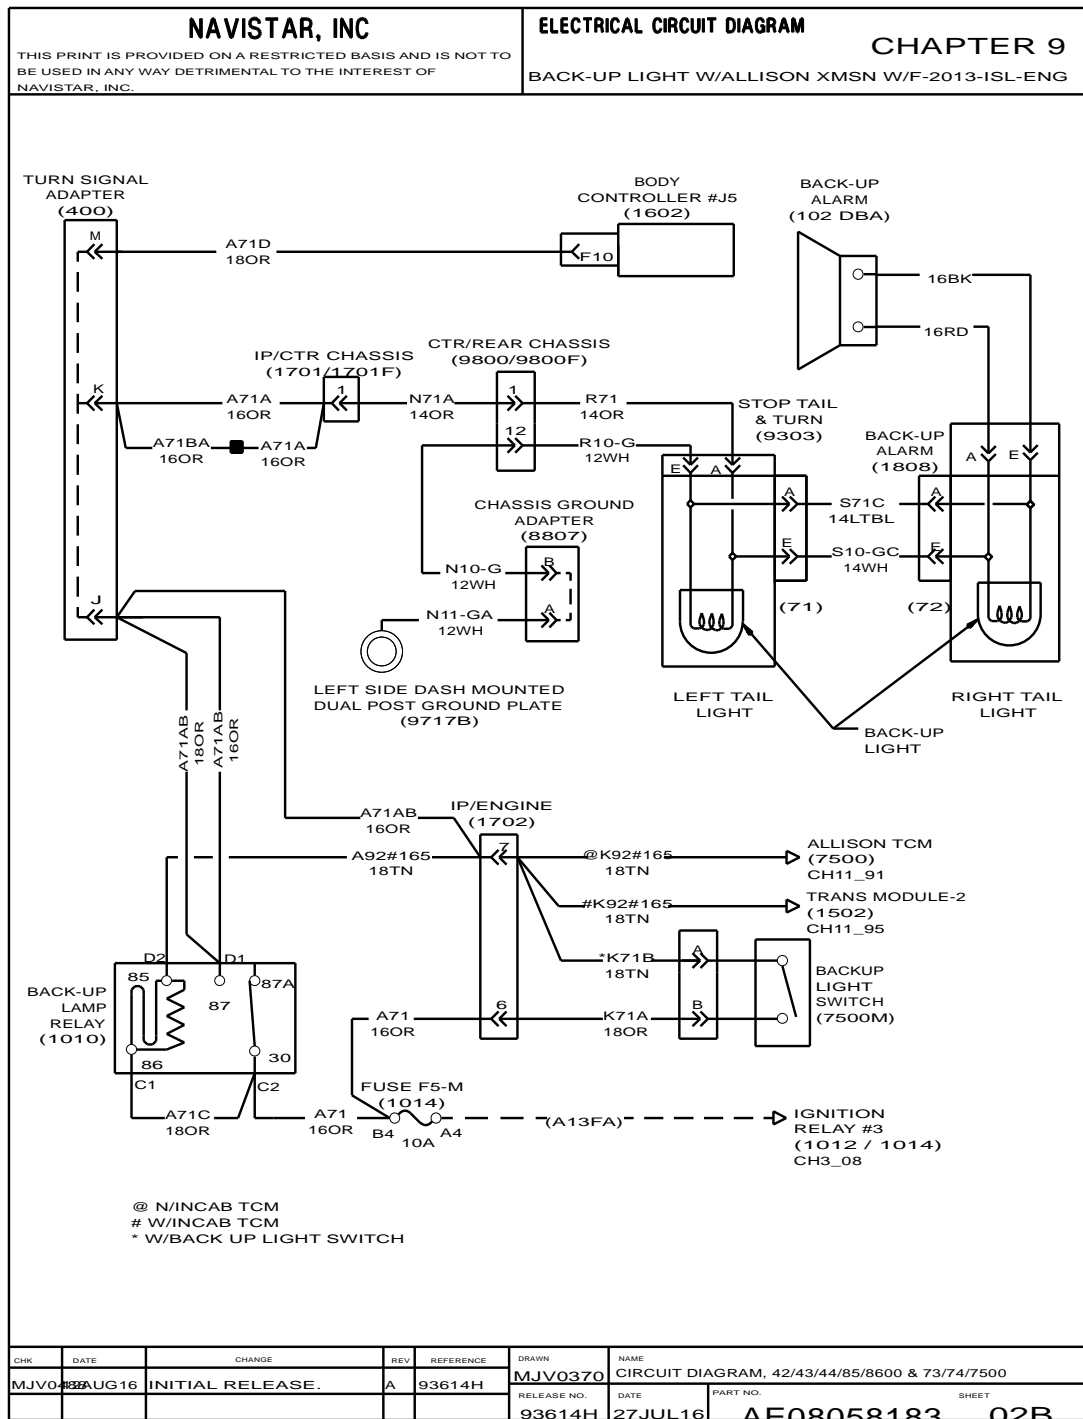 NAVISTAR, INC
THIS PRINT IS PROVIDED ON A RESTRICTED BASIS AND IS NOT TO
BE USED IN ANY WAY DETRIMENTAL TO THE INTEREST OF
NAVISTAR, INC.
ELECTRICAL CIRCUIT DIAGRAM
CHAPTER 9
BACK-UP LIGHT W/ALLISON XMSN W/F-2013-ISL-ENG
TURN SIGNAL
ADAPTER
(400)
M
A71D
18OR
BODY
CONTROLLER #J5
(1602)
F10
BACK-UP
ALARM
(102 DBA)
16BK
16RD
IP/CTR CHASSIS
(1701/1701F)
1
CTR/REAR CHASSIS
(9800/9800F)
1
12
K
A71A
16OR
A71BA
16OR
A71A
16OR
N71A
14OR
R71
14OR
R10-G
12WH
STOP TAIL
& TURN
(9303)
BACK-UP
ALARM
(1808)
E
A
A
E
A
S71C
14LTBL
A
E
S10-GC
14WH
E
CHASSIS GROUND
ADAPTER
(8807)
B
N10-G
12WH
A
N11-GA
12WH
(71)
(72)
J
LEFT SIDE DASH MOUNTED
DUAL POST GROUND PLATE
(9717B)
LEFT TAIL
LIGHT
RIGHT TAIL
LIGHT
BACK-UP
LIGHT
A71AB
18OR
A71AB
16OR
A71AB
16OR
IP/ENGINE
(1702)
7
A92#165
18TN
@K92#165
18TN
ALLISON TCM
(7500)
CH11_91
#K92#165
18TN
TRANS MODULE-2
(1502)
CH11_95
*K71B
18TN
A
BACKUP
LIGHT
SWITCH
(7500M)
6
A71
16OR
K71A
18OR
B
D2
D1
85
87
87A
BACK-UP
LAMP
RELAY
(1010)
86
30
C1
C2
A71C
18OR
A71
16OR
FUSE F5-M
(1014)
B4
10A
A4
(A13FA)
IGNITION
RELAY #3
(1012 / 1014)
CH3_08
@ N/INCAB TCM
# W/INCAB TCM
* W/BACK UP LIGHT SWITCH
CHK
DATE
CHANGE
REV
REFERENCE
AUG16
INITIAL RELEASE.
A
93614H
DRAWN
MJV0370
NAME
CIRCUIT DIAGRAM, 42/43/44/85/8600 & 73/74/7500
RELEASE NO.
93614H
DATE
27JUL16
PART NO.
AE08058183
SHEET
02B